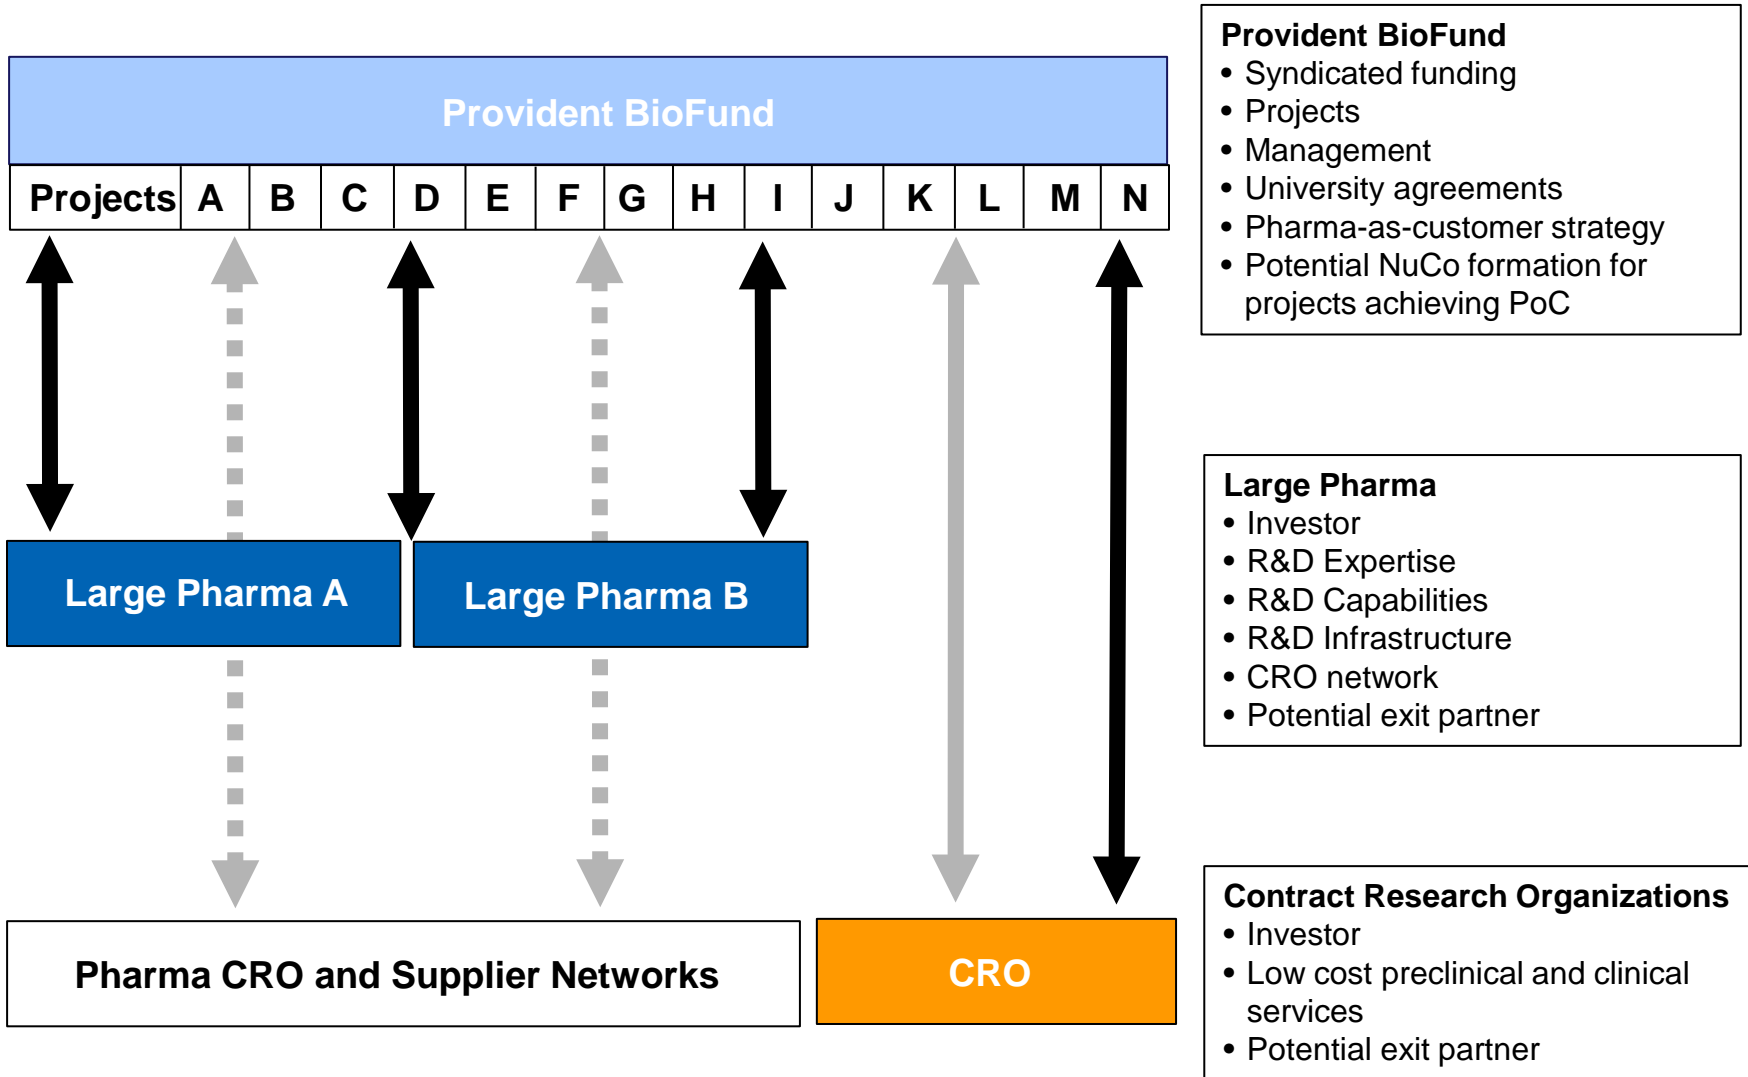 Provident BioFund
Projects A B C D E F G H I J K L M N
Large Pharma A
Large Pharma B
Pharma CRO and Supplier Networks
CRO
Provident BioFund
• Syndicated funding
• Projects
• Management
• University agreements
• Pharma-as-customer strategy
• Potential NuCo formation for
projects achieving PoC
Large Pharma
• Investor
• R&D Expertise
• R&D Capabilities
• R&D Infrastructure
• CRO network
• Potential exit partner
Contract Research Organizations
• Investor
• Low cost preclinical and clinical
services
• Potential exit partner